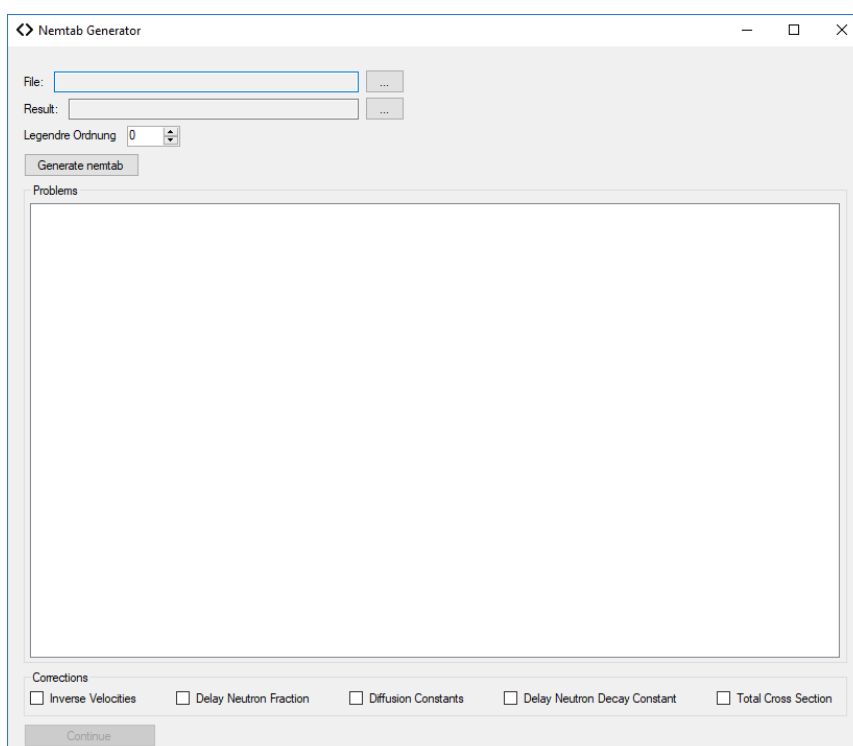 Nemtab Generator
File: ...
Result: ...
Legendre Ordnung 0
Generate nemtab
Problems
Corrections
Inverse Velocities Delay Neutron Fraction Diffusion Constants Delay Neutron Decay Constant Total Cross Section
Continue